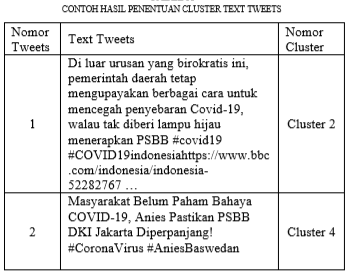 CONTOH HASIL PENENTUAN CLUSTER TEXT TWEETS
Nomor Tweets
Text Tweets
Nomor Cluster
1
Di luar urusan yang birokratis ini,
pemerintah daerah tetap
mengupayakan berbagai cara untuk
mencegah penyebaran Covid-19,
walau tak diberi lampu hijau
menerapkan PSBB #covid19
#COVID19indonesiahttps://www.bbc
.com/indonesia/indonesia-
52282767 …
Cluster 2
2
Masyarakat Belum Paham Bahaya
COVID-19, Anies Pastikan PSBB
DKI Jakarta Diperpanjang!
#CoronaVirus #AniesBaswedan
Cluster 4